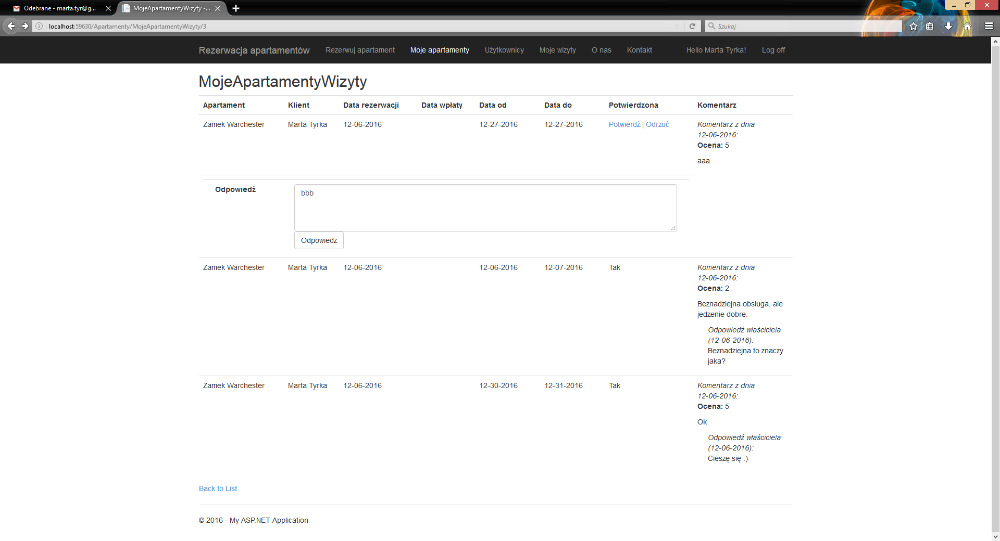 Odebrane - marta.tyr@g...
MojeApartamentyWizyty -...
localhost:59630/Apartamenty/MojeApartamentyWizyty/3
Szukaj
Rezerwacja apartamentów Rezerwuj apartament Moje apartamenty Użytkownicy Moje wizyty O nas Kontakt Hello Marta Tyrka! Log off
MojeApartamentyWizyty
Apartament Klient Data rezerwacji Data wpłaty Data od Data do Potwierdzona Komentarz
Zamek Warchester Marta Tyrka 12-06-2016 12-27-2016 12-27-2016 Potwierdź | Odrzuć Komentarz z dnia
12-06-2016:
Ocena: 5
aaa
Odpowiedź
bbb
Odpowiedz
Zamek Warchester Marta Tyrka 12-06-2016 12-06-2016 12-07-2016 Tak Komentarz z dnia
12-06-2016:
Ocena: 2
Beznadziejna obsługa, ale
jedzenie dobre.
Odpowiedź właściciela
(12-06-2016):
Beznadziejna to znaczy
jaka?
Zamek Warchester Marta Tyrka 12-06-2016 12-30-2016 12-31-2016 Tak Komentarz z dnia
12-06-2016:
Ocena: 5
Ok
Odpowiedź właściciela
(12-06-2016):
Cieszę się :)
Back to List
© 2016 - My ASP.NET Application